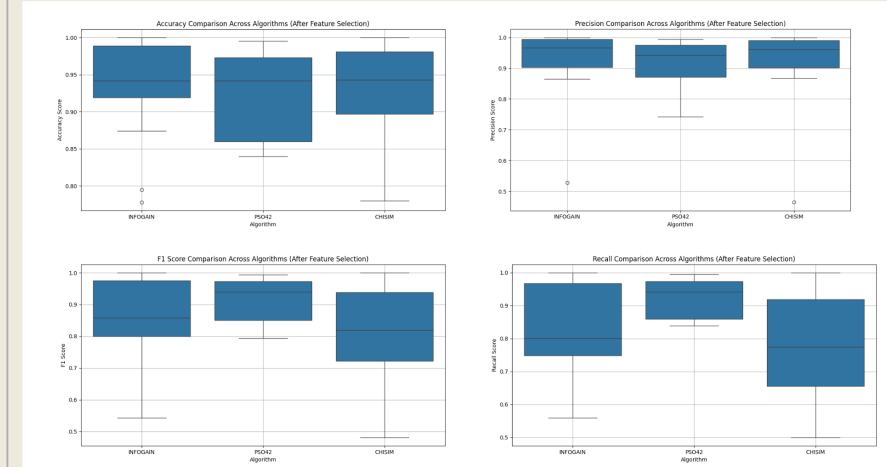 Accuracy Comparison Across Algorithms (After Feature Selection)
1.00
0.95
0.90
0.85
0.80
Accuracy Score
INFOGAIN
PSO42
CHISIM
Algorithm
Precision Comparison Across Algorithms (After Feature Selection)
1.0
0.9
0.8
0.7
0.6
0.5
Precision Score
INFOGAIN
PSO42
CHISIM
Algorithm
F1 Score Comparison Across Algorithms (After Feature Selection)
1.0
0.9
0.8
0.7
0.6
0.5
F1 Score
INFOGAIN
PSO42
CHISIM
Algorithm
Recall Comparison Across Algorithms (After Feature Selection)
1.0
0.9
0.8
0.7
0.6
0.5
Recall Score
INFOGAIN
PSO42
CHISIM
Algorithm